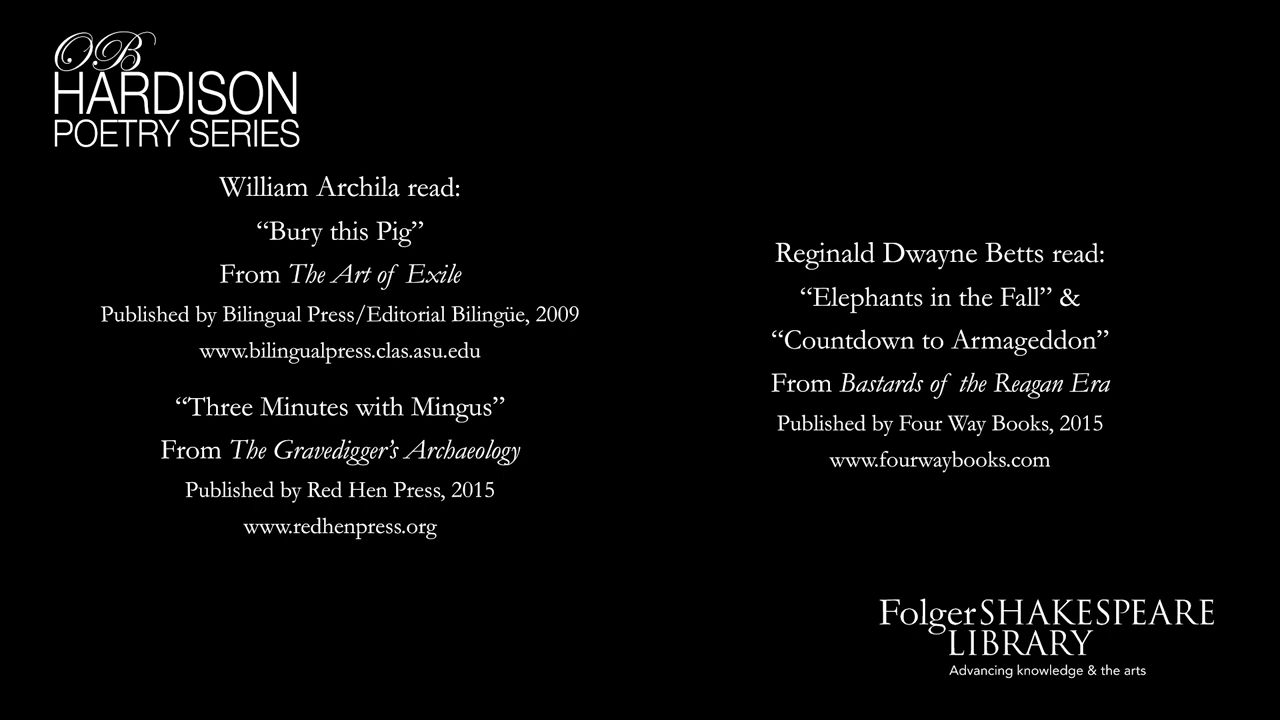 OB
HARDISON
POETRY SERIES
William Archila read:
“Bury this Pig”
From The Art of Exile
Published by Bilingual Press/Editorial Bilingüe, 2009
www.bilingualpress.clas.asu.edu
“Three Minutes with Mingus”
From The Gravedigger’s Archaeology
Published by Red Hen Press, 2015
www.redhenpress.org
Reginald Dwayne Betts read:
“Elephants in the Fall” &
“Countdown to Armageddon”
From Bastards of the Reagan Era
Published by Four Way Books, 2015
www.fourwaybooks.com
Folger SHAKESPEARE
LIBRARY
Advancing knowledge & the arts